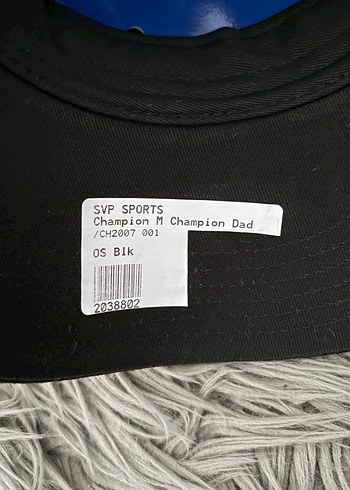 SVP SPORTS
Champion M Champion Dad
/CH2007 001
OS Blk
2038802